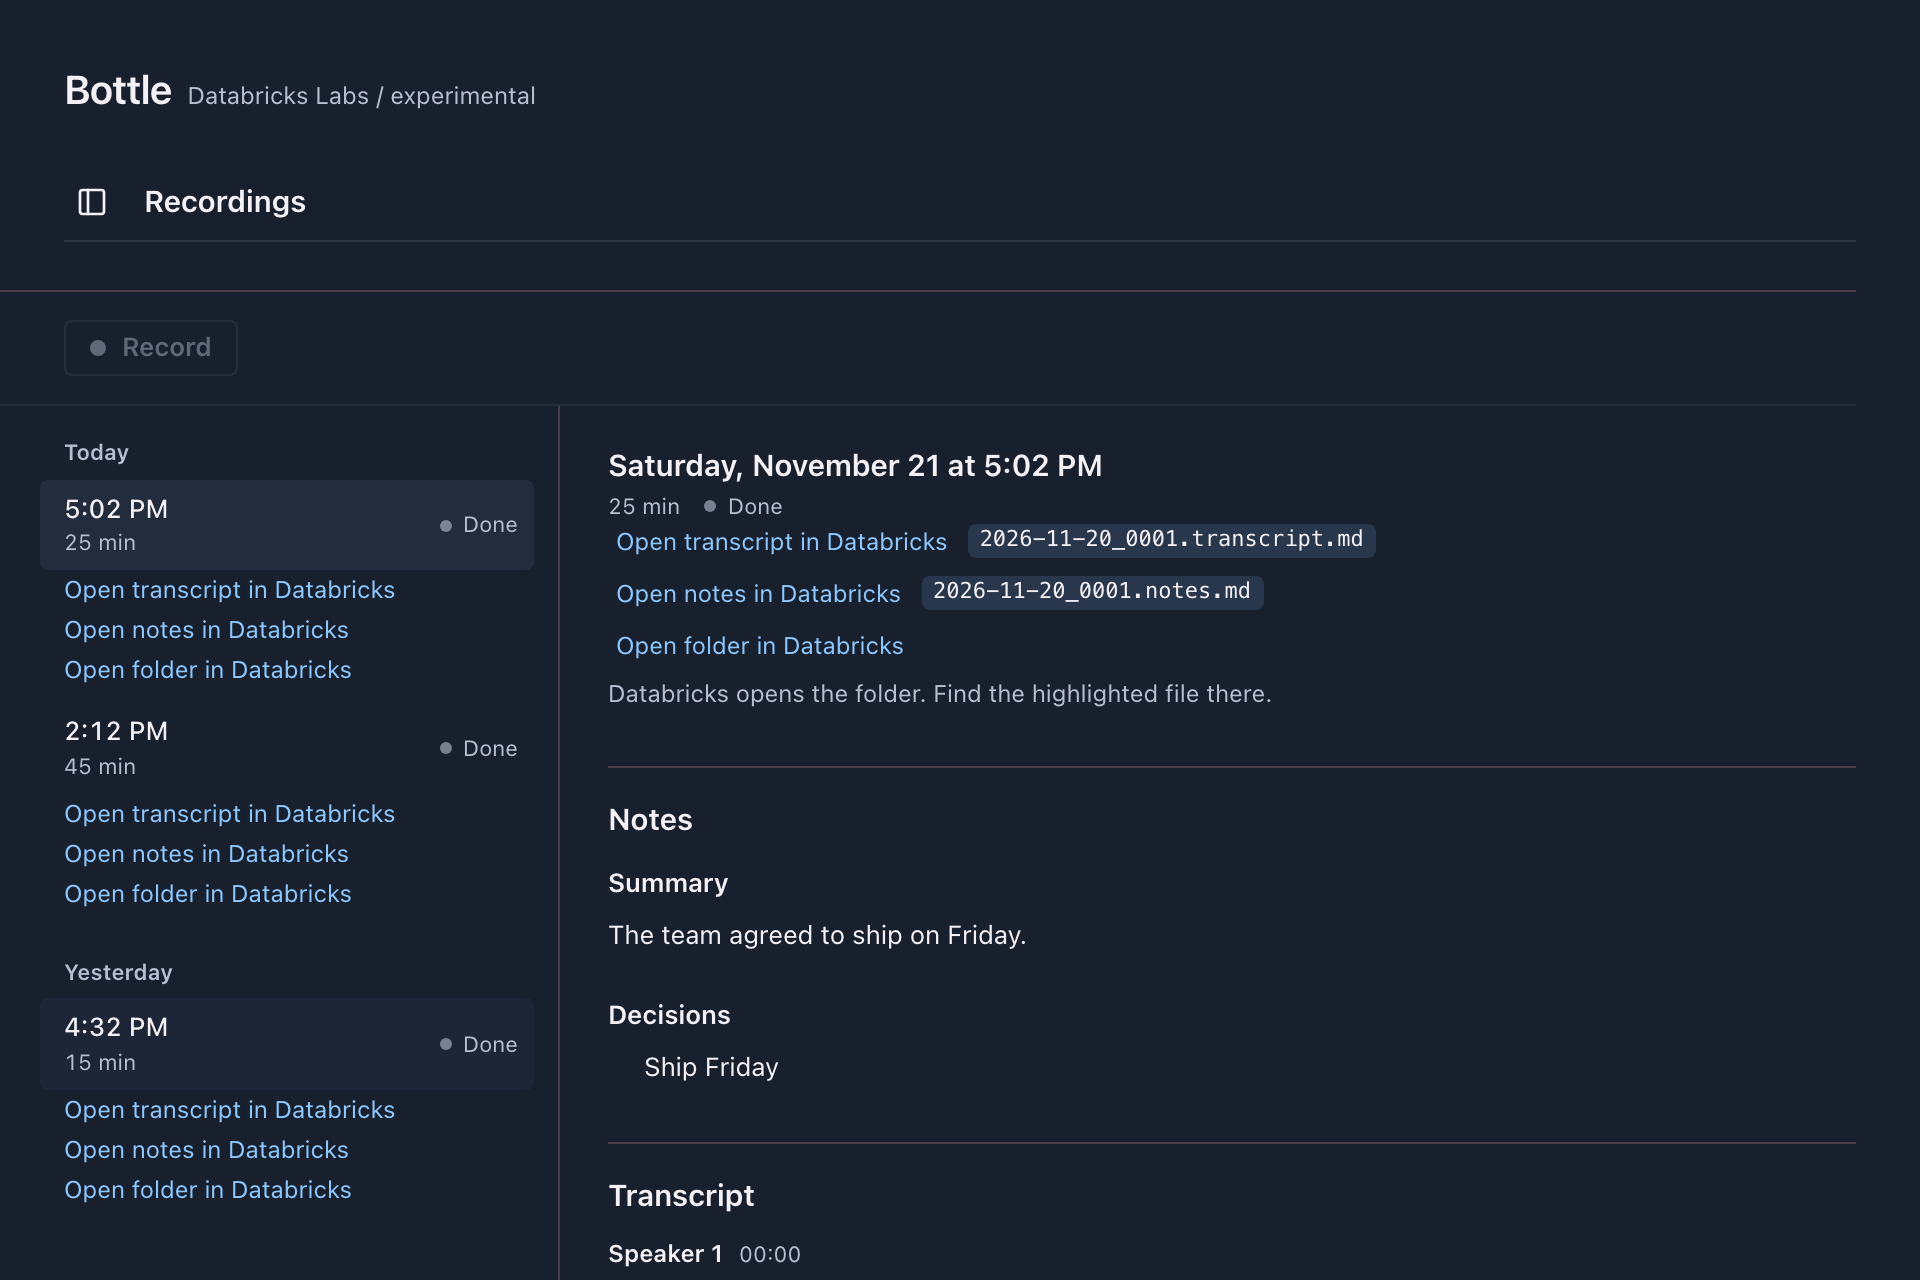 Bottle Databricks Labs / experimental
Recordings
Record
Today
5:02 PM
25 min
Done
Open transcript in Databricks
Open notes in Databricks
Open folder in Databricks
2:12 PM
45 min
Done
Open transcript in Databricks
Open notes in Databricks
Open folder in Databricks
Yesterday
4:32 PM
15 min
Done
Open transcript in Databricks
Open notes in Databricks
Open folder in Databricks
Saturday, November 21 at 5:02 PM
25 min Done
Open transcript in Databricks 2026-11-20_0001.transcript.md
Open notes in Databricks 2026-11-20_0001.notes.md
Open folder in Databricks
Databricks opens the folder. Find the highlighted file there.
Notes
Summary
The team agreed to ship on Friday.
Decisions
Ship Friday
Transcript
Speaker 1 00:00